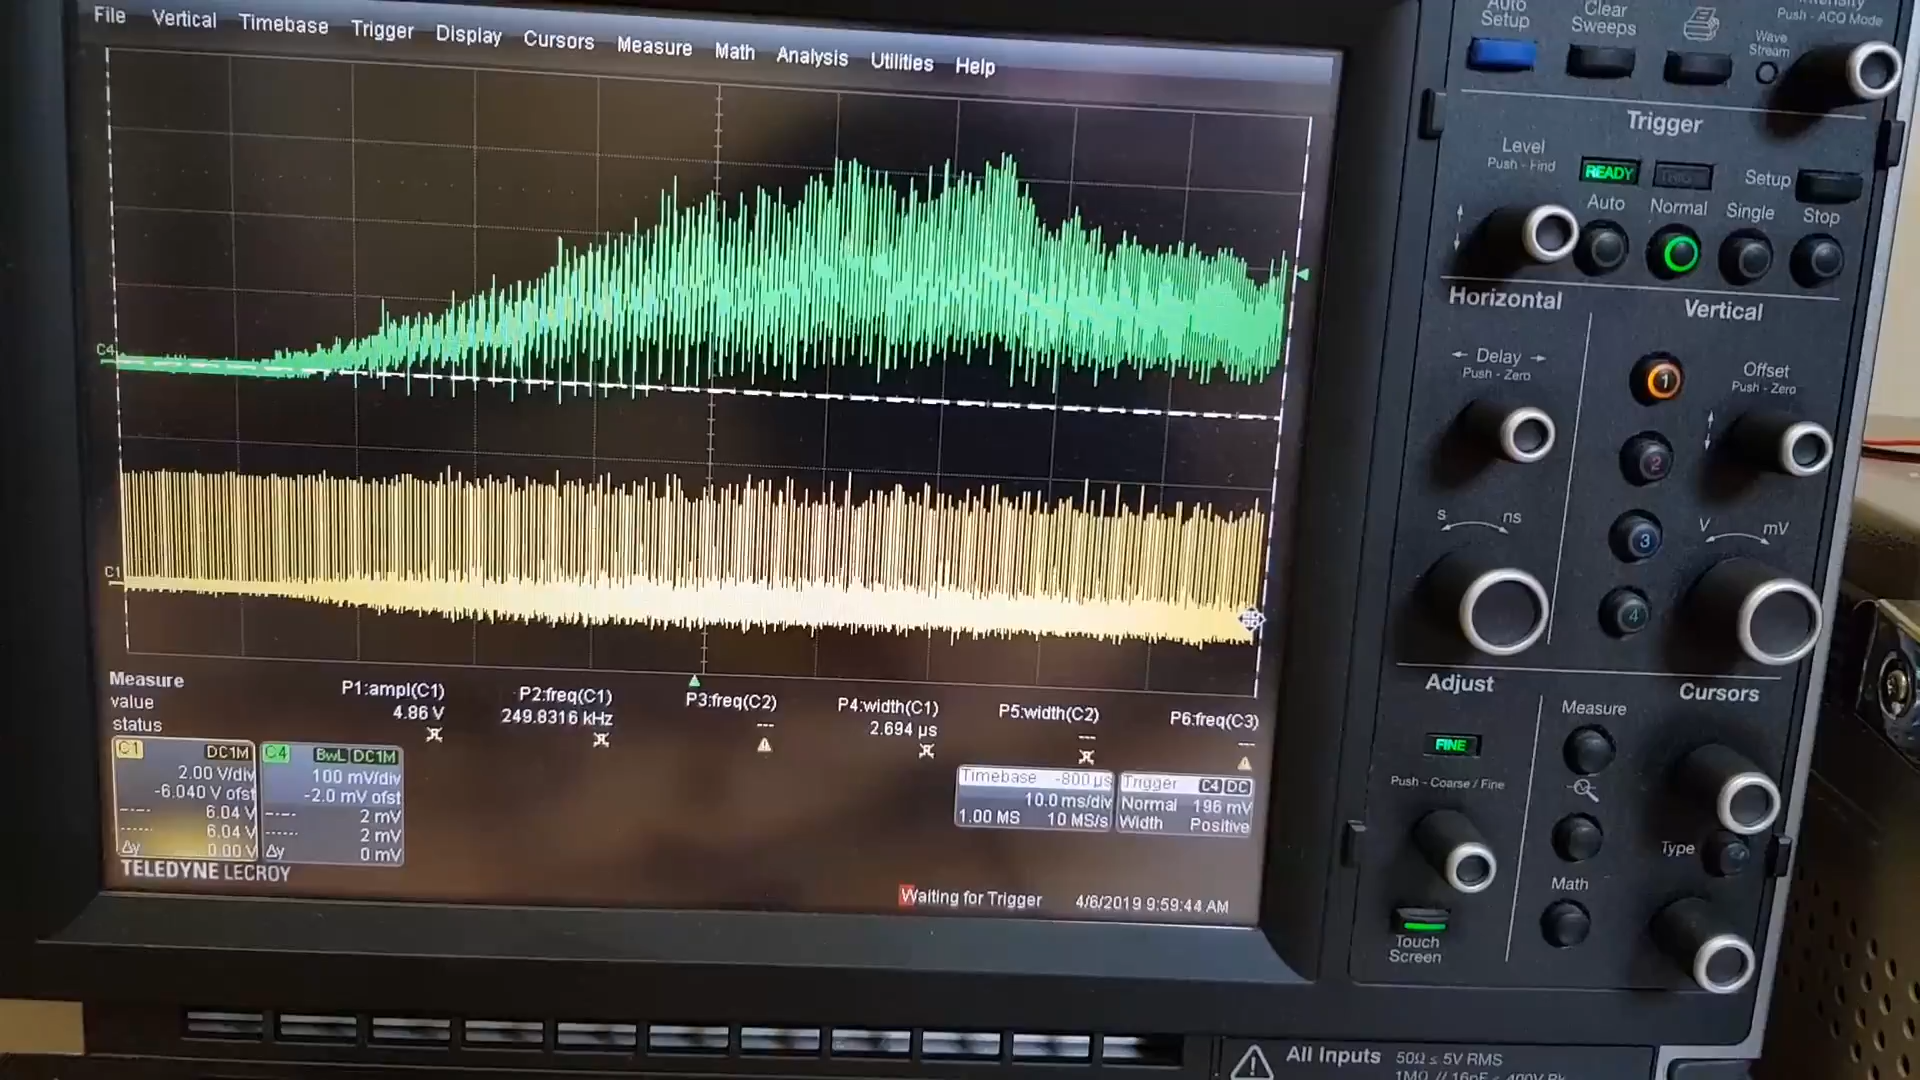 File Vertical Timebase Trigger Display Cursors Measure Math Analysis Utilities Help
C4
C1
Measure
value
status
P1:ampl(C1)
4.86 V
P2:freq(C1)
249.8316 kHz
P3:freq(C2)
---
P4:width(C1)
2.694 µs
P5:width(C2)
---
P6:freq(C3)
---
C1 DC1M
2.00 V/div
-6.040 V ofst
6.04 V
6.04 V
Δy 0.00 V
C4 BwL DC1M
100 mV/div
-2.0 mV ofst
2 mV
2 mV
Δy 0 mV
Timebase -800 µs
10.0 ms/div
1.00 MS 10 MS/s
Trigger C4 DC
Normal 196 mV
Width Positive
TELEDYNE LECROY
Waiting for Trigger
4/6/2019 9:59:44 AM
Auto
Setup
Clear
Sweeps
Intensity
Push - ACQ Mode
Wave
Stream
Trigger
Level
Push - Find
READY
Setup
Auto
Normal
Single
Stop
Horizontal
Vertical
Delay
Push - Zero
1
Offset
Push - Zero
2
s ns
3
V mV
4
Adjust
Cursors
Measure
FINE
Push - Coarse / Fine
Type
Math
Touch
Screen
All Inputs
50Ω ≤ 5V RMS